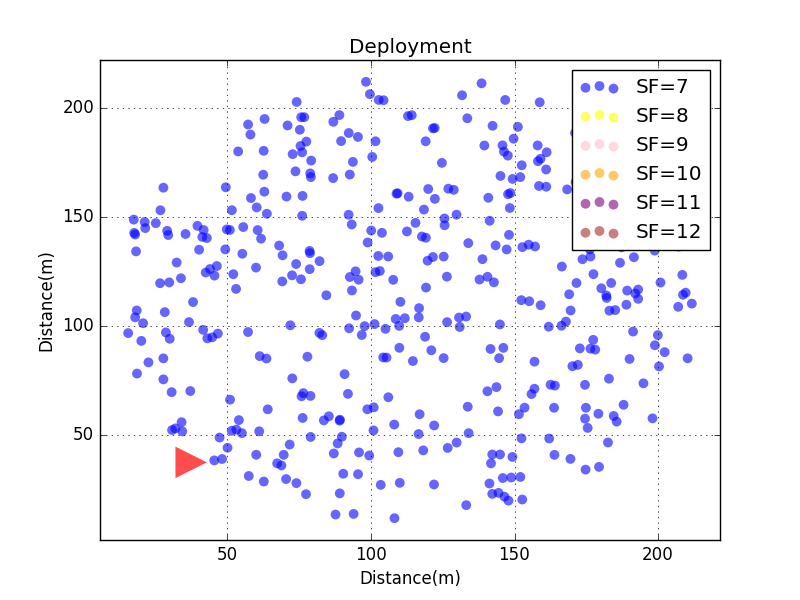 Deployment
Distance(m)
200
150
100
50
SF=7
SF=8
SF=9
SF=10
SF=11
SF=12
50
100
150
200
Distance(m)